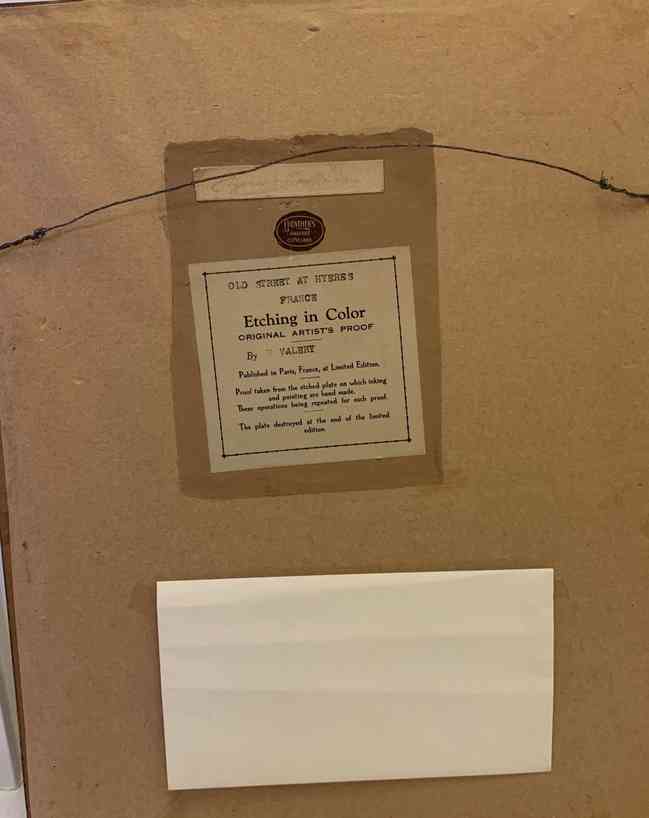 GUNTHER'S
OLD STREET AT HYERES
FRANCE
Etching in Color
ORIGINAL ARTIST'S PROOF
By VALERY
Published in Paris, France, at Limited Edition.
Proof taken from the etched plate on which inking
and printing are hand made.
These operations being repeated for each proof.
The plate destroyed at the end of the limited
edition.